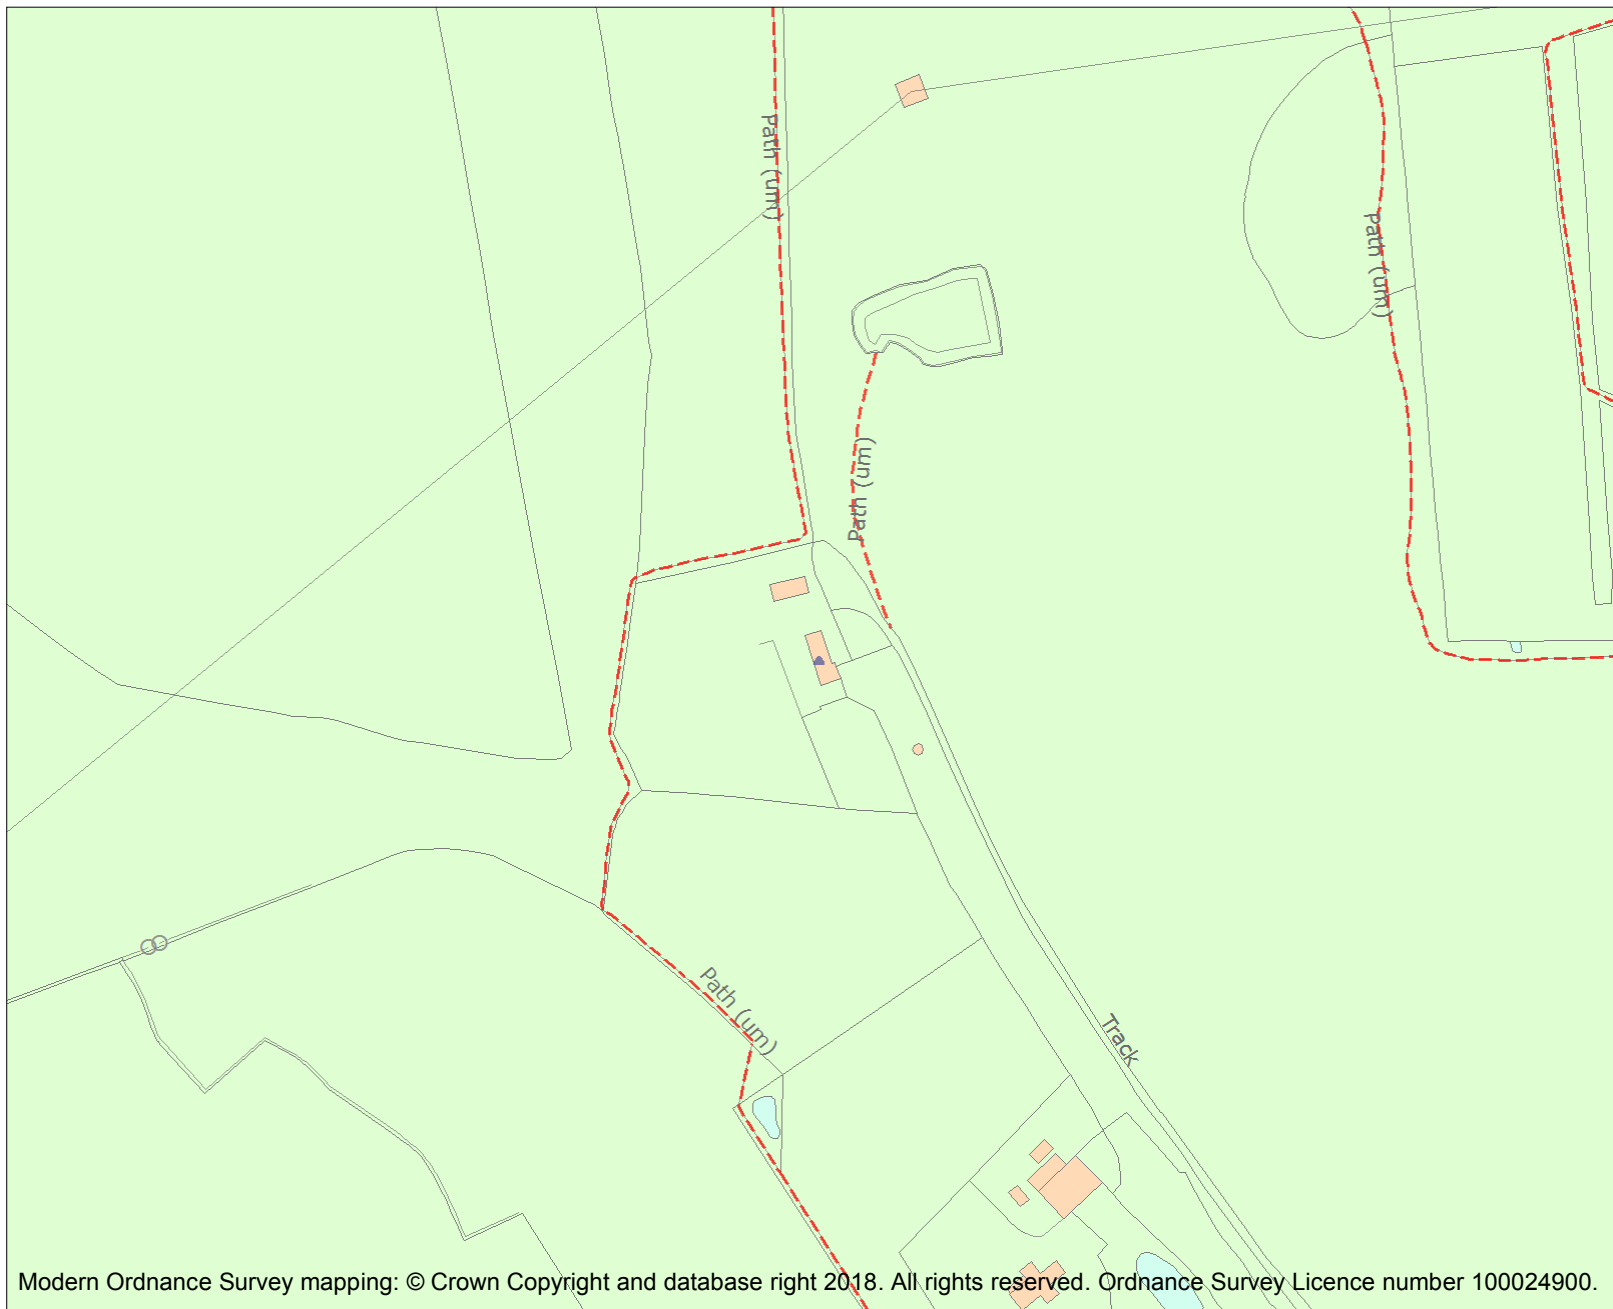 Path (um)
Path (um)
Path (um)
Path (um)
Track
Modern Ordnance Survey mapping: © Crown Copyright and database right 2018. All rights reserved. Ordnance Survey Licence number 100024900.